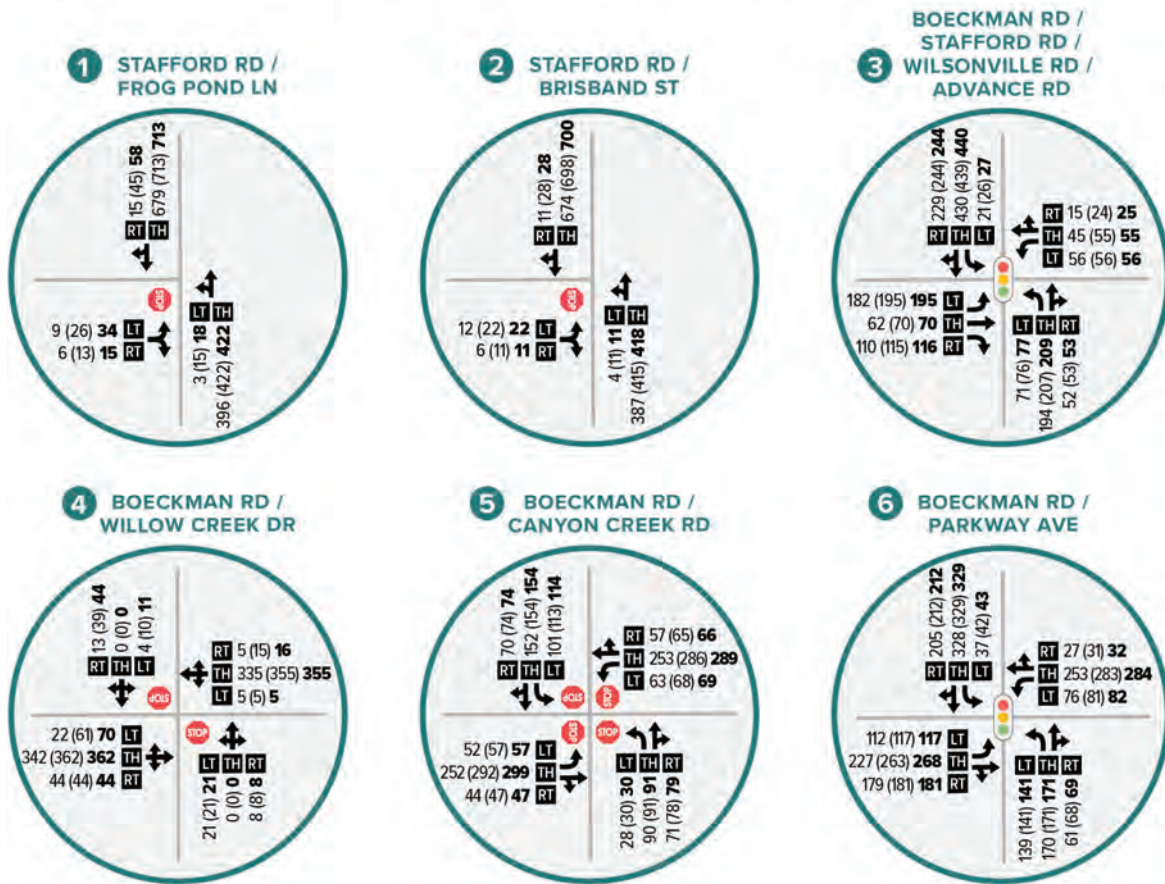 1 STAFFORD RD /
FROG POND LN
15 (45) 58
679 (713) 713
RT TH
STOP
9 (26) 34 LT
6 (13) 15 RT
LT TH
3 (15) 18
396 (422) 422
2 STAFFORD RD /
BRISBAND ST
11 (28) 28
674 (698) 700
RT TH
STOP
12 (22) 22 LT
6 (11) 11 RT
LT TH
4 (11) 11
387 (415) 418
3 BOECKMAN RD /
STAFFORD RD /
WILSONVILLE RD /
ADVANCE RD
229 (244) 244
430 (439) 440
21 (26) 27
RT TH LT
RT 15 (24) 25
TH 45 (55) 55
LT 56 (56) 56
182 (195) 195 LT
62 (70) 70 TH
110 (115) 116 RT
LT TH RT
71 (76) 77
194 (207) 209
52 (53) 53
4 BOECKMAN RD /
WILLOW CREEK DR
13 (39) 44
0 (0) 0
4 (10) 11
RT TH LT
STOP
RT 5 (15) 16
TH 335 (355) 355
LT 5 (5) 5
22 (61) 70 LT
342 (362) 362 TH
44 (44) 44 RT
STOP
LT TH RT
21 (21) 21
0 (0) 0
8 (8) 8
5 BOECKMAN RD /
CANYON CREEK RD
70 (74) 74
152 (154) 154
101 (113) 114
RT TH LT
STOP
STOP
RT 57 (65) 66
TH 253 (286) 289
LT 63 (68) 69
52 (57) 57 LT
252 (292) 299 TH
44 (47) 47 RT
STOP
STOP
LT TH RT
28 (30) 30
90 (91) 91
71 (78) 79
6 BOECKMAN RD /
PARKWAY AVE
205 (212) 212
328 (329) 329
37 (42) 43
RT TH LT
RT 27 (31) 32
TH 253 (283) 284
LT 76 (81) 82
112 (117) 117 LT
227 (263) 268 TH
179 (181) 181 RT
LT TH RT
139 (141) 141
170 (171) 171
61 (68) 69